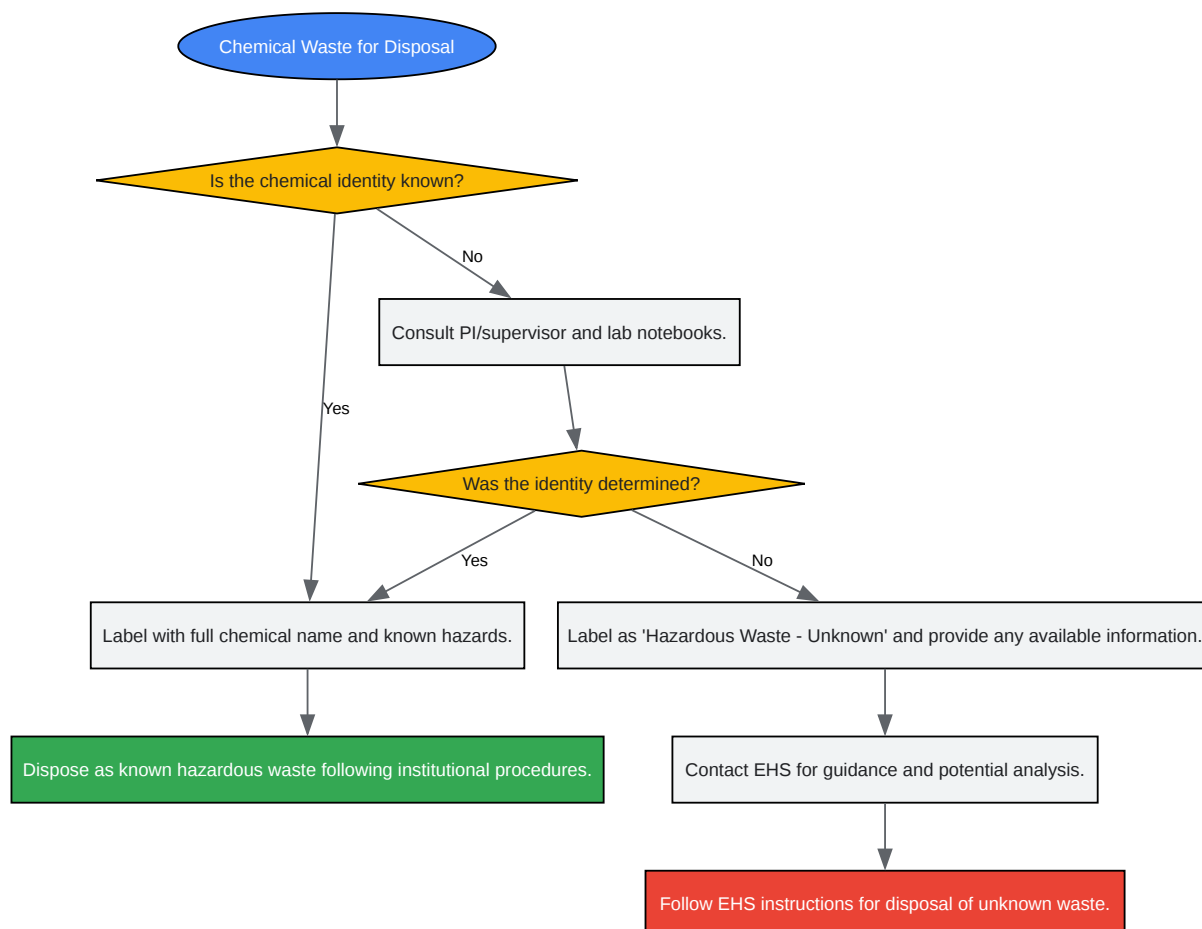 Chemical Waste for Disposal
Is the chemical identity known?
No
Consult PI/supervisor and lab notebooks.
Yes
Was the identity determined?
Yes
No
Label with full chemical name and known hazards.
Label as 'Hazardous Waste - Unknown' and provide any available information.
Dispose as known hazardous waste following institutional procedures.
Contact EHS for guidance and potential analysis.
Follow EHS instructions for disposal of unknown waste.